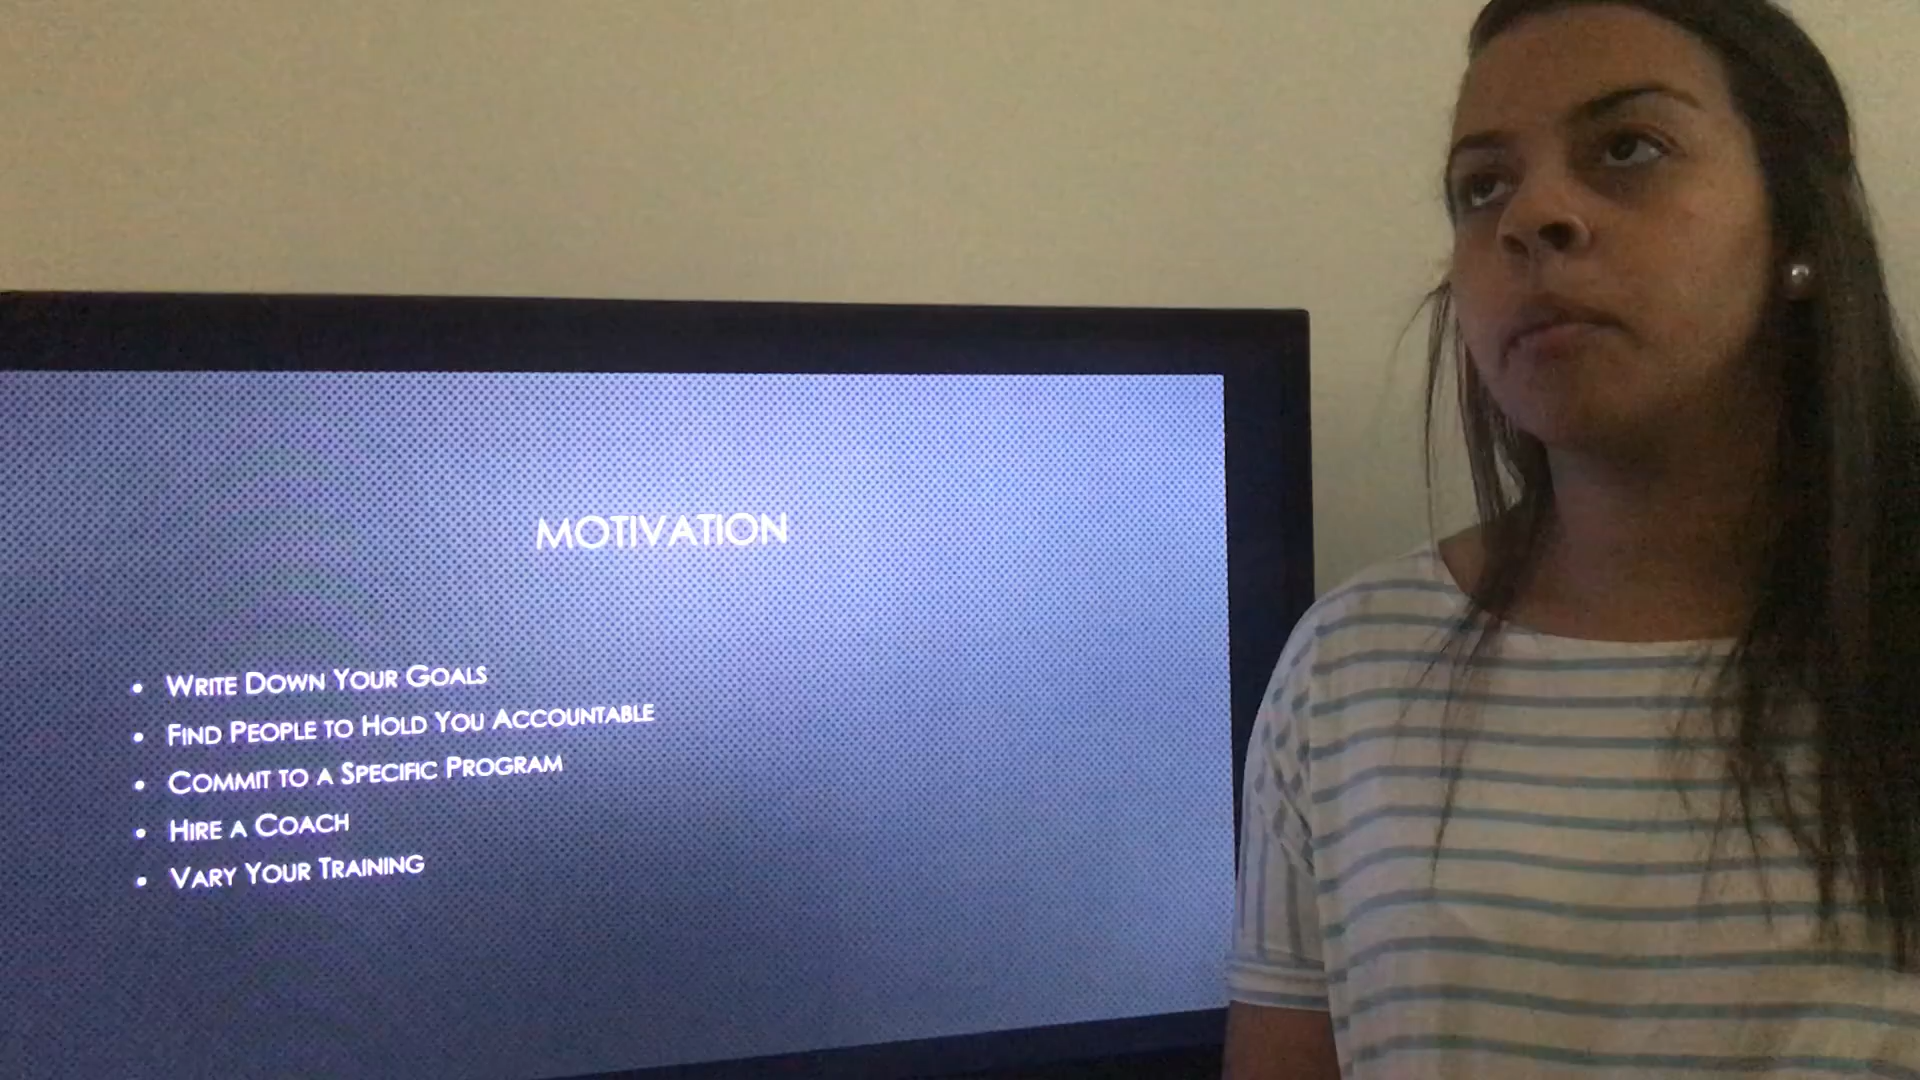 MOTIVATION
• WRITE DOWN YOUR GOALS
• FIND PEOPLE TO HOLD YOU ACCOUNTABLE
• COMMIT TO A SPECIFIC PROGRAM
• HIRE A COACH
• VARY YOUR TRAINING